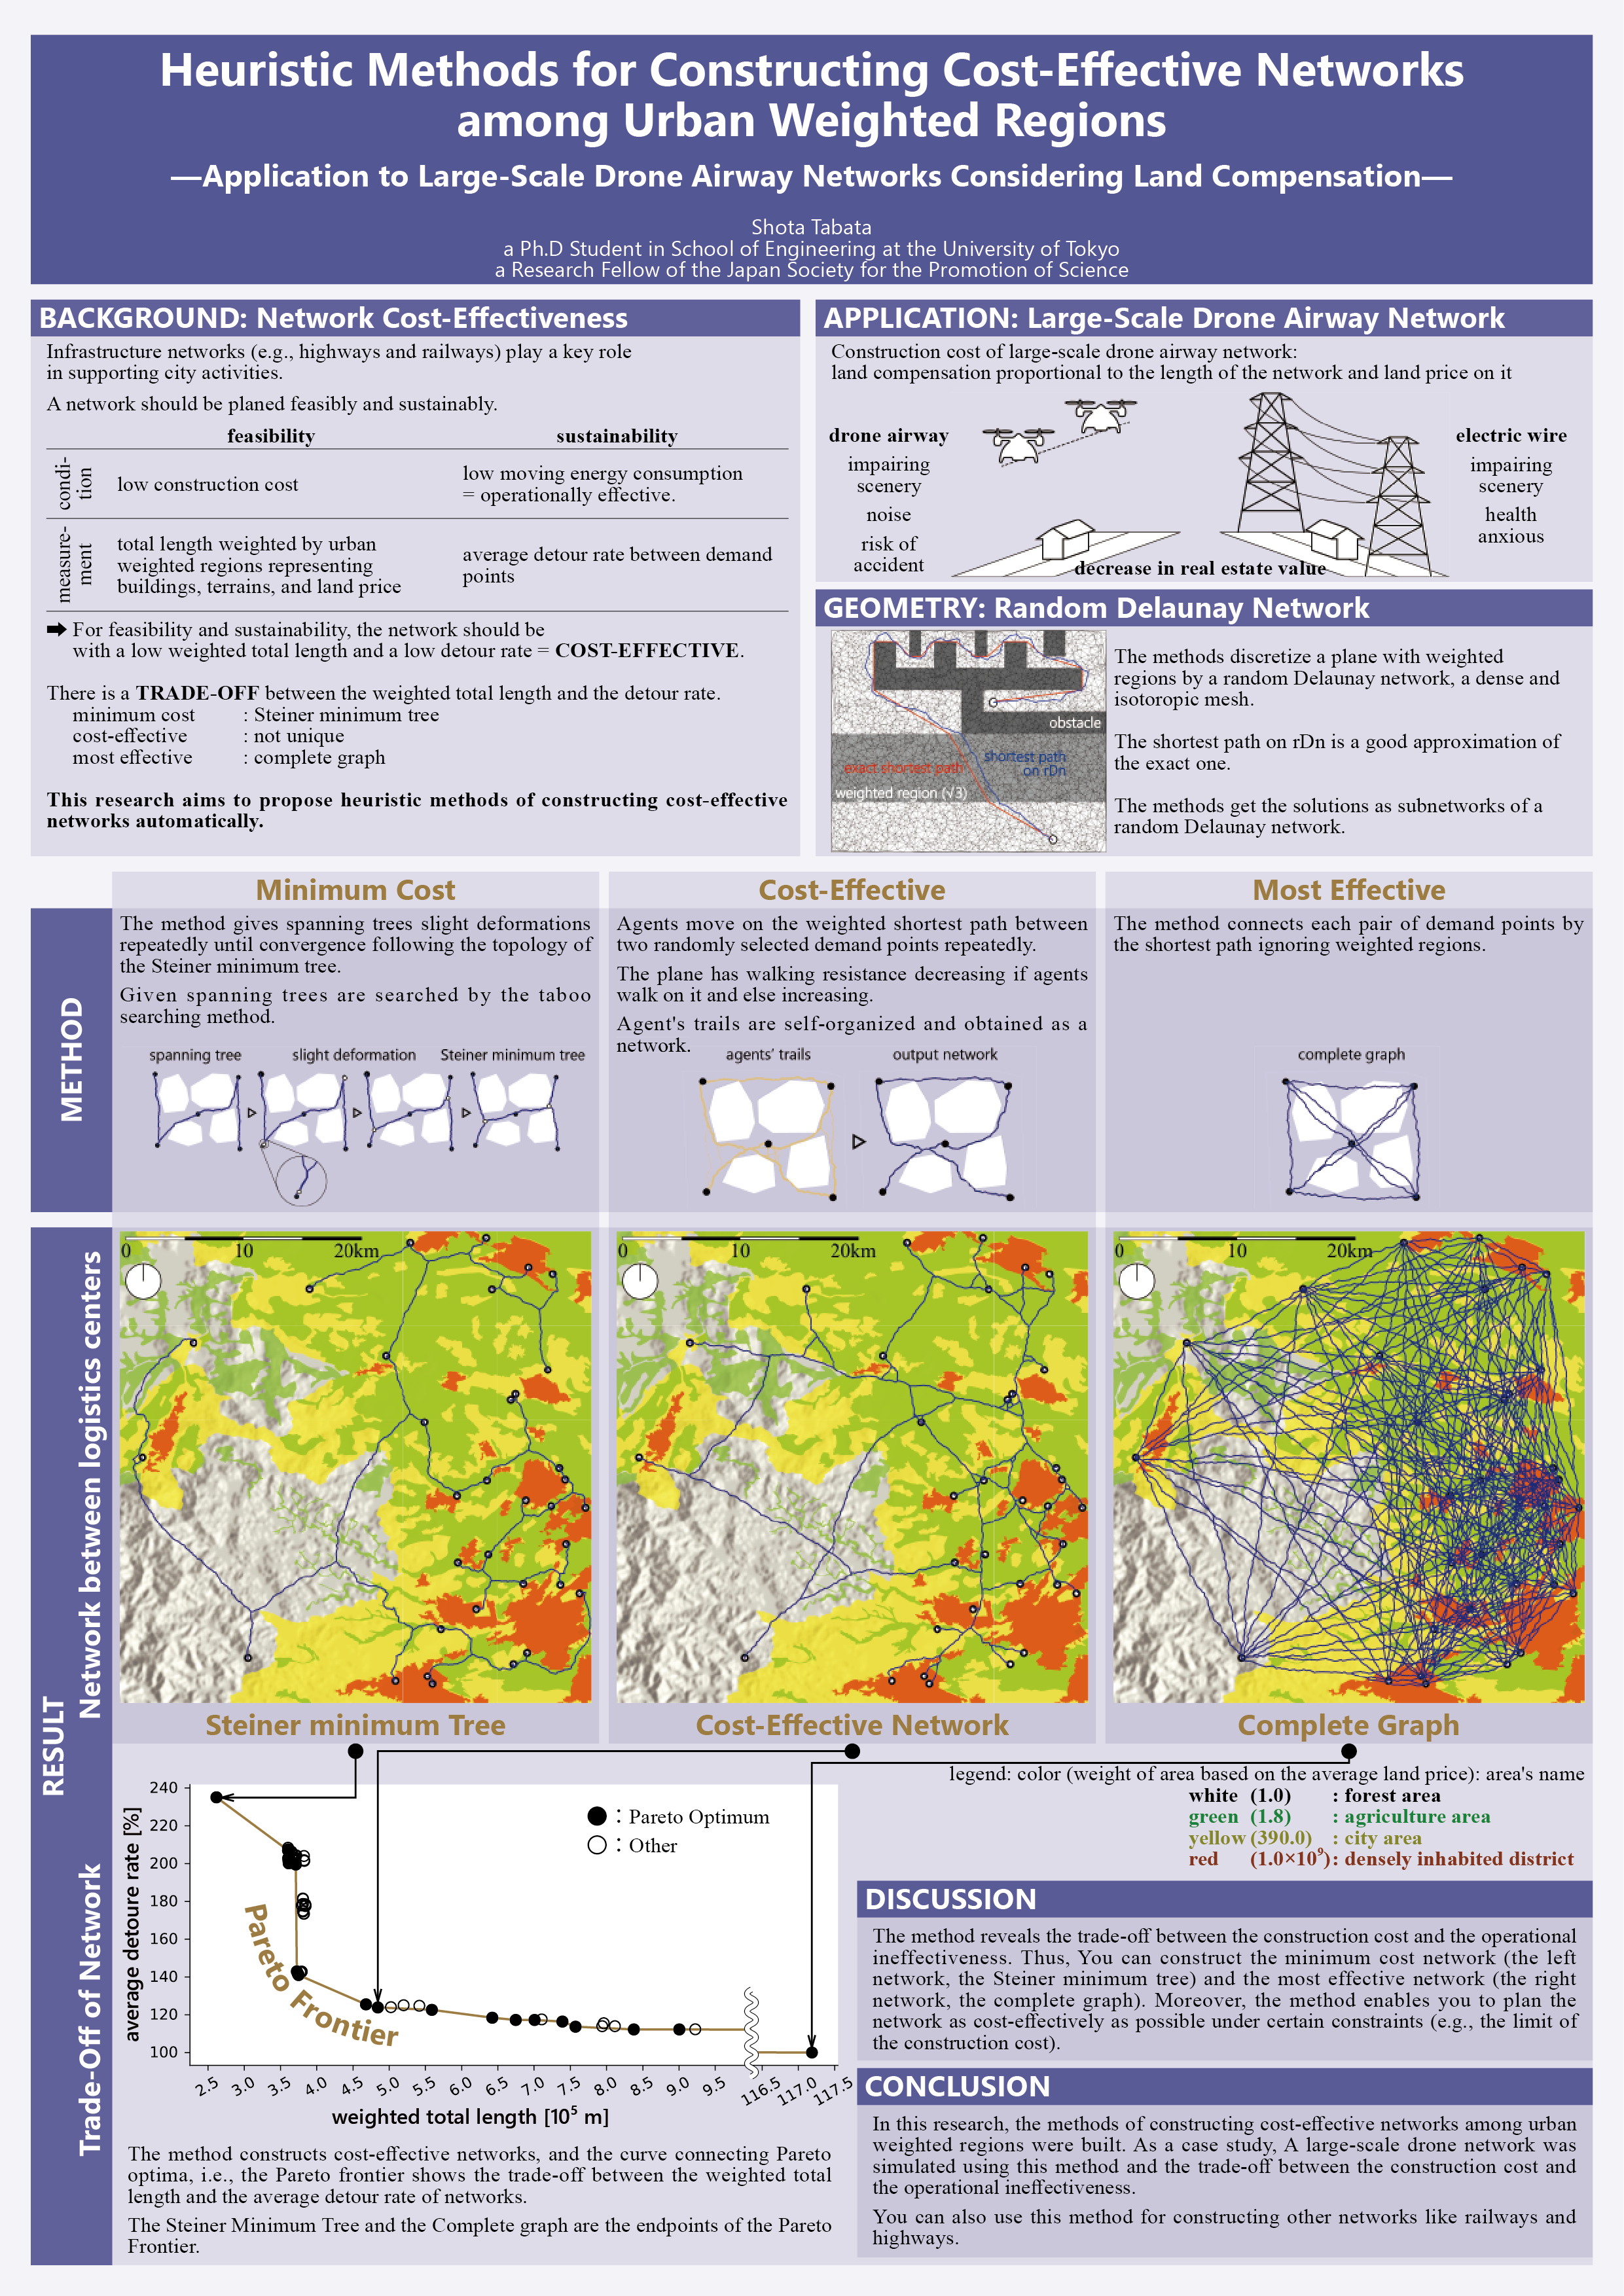 Heuristic Methods for Constructing Cost-Effective Networks
among Urban Weighted Regions
—Application to Large-Scale Drone Airway Networks Considering Land Compensation—
Shota Tabata
a Ph.D Student in School of Engineering at the University of Tokyo
a Research Fellow of the Japan Society for the Promotion of Science
BACKGROUND: Network Cost-Effectiveness
Infrastructure networks (e.g., highways and railways) play a key role
in supporting city activities.
A network should be planed feasibly and sustainably.
feasibility sustainability
condi-
tion
low construction cost
low moving energy consumption
= operationally effective.
measure-
ment
total length weighted by urban
weighted regions representing
buildings, terrains, and land price
average detour rate between demand
points
➡ For feasibility and sustainability, the network should be
with a low weighted total length and a low detour rate = COST-EFFECTIVE.
There is a TRADE-OFF between the weighted total length and the detour rate.
minimum cost : Steiner minimum tree
cost-effective : not unique
most effective : complete graph
This research aims to propose heuristic methods of constructing cost-effective
networks automatically.
APPLICATION: Large-Scale Drone Airway Network
Construction cost of large-scale drone airway network:
land compensation proportional to the length of the network and land price on it
drone airway
impairing
scenery
noise
risk of
accident
electric wire
impairing
scenery
health
anxious
decrease in real estate value
GEOMETRY: Random Delaunay Network
obstacle
exact shortest path
shortest path
on rDn
weighted region (√3)
The methods discretize a plane with weighted
regions by a random Delaunay network, a dense and
isotoropic mesh.
The shortest path on rDn is a good approximation of
the exact one.
The methods get the solutions as subnetworks of a
random Delaunay network.
METHOD
Minimum Cost
The method gives spanning trees slight deformations
repeatedly until convergence following the topology of
the Steiner minimum tree.
Given spanning trees are searched by the taboo
searching method.
spanning tree slight deformation Steiner minimum tree
Cost-Effective
Agents move on the weighted shortest path between
two randomly selected demand points repeatedly.
The plane has walking resistance decreasing if agents
walk on it and else increasing.
Agent's trails are self-organized and obtained as a
network.
agents' trails output network
Most Effective
The method connects each pair of demand points by
the shortest path ignoring weighted regions.
complete graph
RESULT
Network between logistics centers
0 10 20km
0 10 20km
0 10 20km
Steiner minimum Tree
Cost-Effective Network
Complete Graph
Trade-Off of Network
average detoure rate [%]
240
220
200
180
160
140
120
100
● : Pareto Optimum
○ : Other
Pareto Frontier
2.5 3.0 3.5 4.0 4.5 5.0 5.5 6.0 6.5 7.0 7.5 8.0 8.5 9.0 9.5 116.5 117.0 117.5
weighted total length [10⁵ m]
The method constructs cost-effective networks, and the curve connecting Pareto
optima, i.e., the Pareto frontier shows the trade-off between the weighted total
length and the average detour rate of networks.
The Steiner Minimum Tree and the Complete graph are the endpoints of the Pareto
Frontier.
legend: color (weight of area based on the average land price): area's name
white (1.0) : forest area
green (1.8) : agriculture area
yellow (390.0) : city area
red (1.0×10⁹) : densely inhabited district
DISCUSSION
The method reveals the trade-off between the construction cost and the operational
ineffectiveness. Thus, You can construct the minimum cost network (the left
network, the Steiner minimum tree) and the most effective network (the right
network, the complete graph). Moreover, the method enables you to plan the
network as cost-effectively as possible under certain constraints (e.g., the limit of
the construction cost).
CONCLUSION
In this research, the methods of constructing cost-effective networks among urban
weighted regions were built. As a case study, A large-scale drone network was
simulated using this method and the trade-off between the construction cost and
the operational ineffectiveness.
You can also use this method for constructing other networks like railways and
highways.